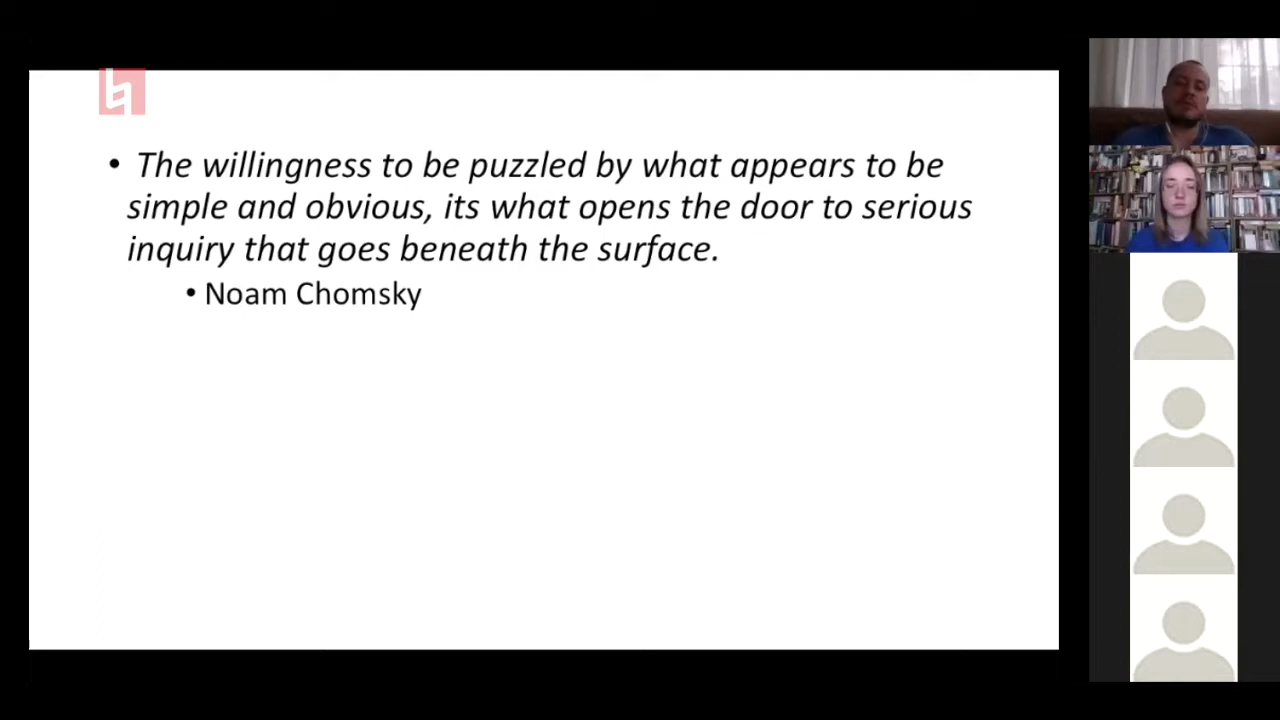 • The willingness to be puzzled by what appears to be
simple and obvious, its what opens the door to serious
inquiry that goes beneath the surface.
• Noam Chomsky